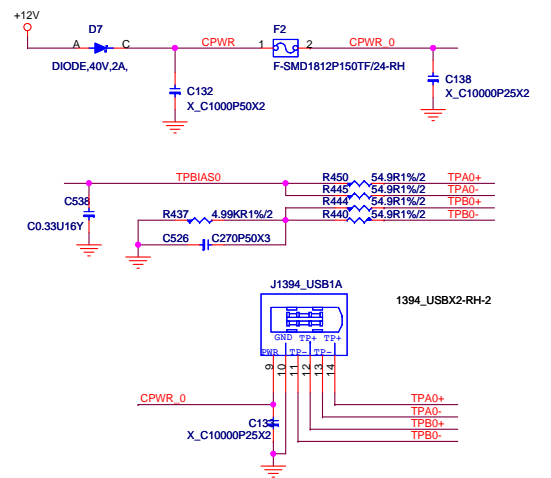 +12V
D7
F2
A
C
CPWR
1
2
CPWR_0
DIODE,40V,2A,
F-SMD1812P150TF/24-RH
C132
X_C1000P50X2
C138
X_C10000P25X2
TPBIAS0
R450
54.9R1%/2
TPA0+
R445
54.9R1%/2
TPA0-
C538
R444
54.9R1%/2
TPB0+
C0.33U16Y
R437
4.99KR1%/2
R440
54.9R1%/2
TPB0-
C526
C270P50X3
J1394_USB1A
1394_USBX2-RH-2
GND
TP+
TP+
PWR
TP-
TP-
9
10
11
12
13
14
CPWR_0
TPA0+
TPA0-
X_C10000P25X2
TPB0+
TPB0-